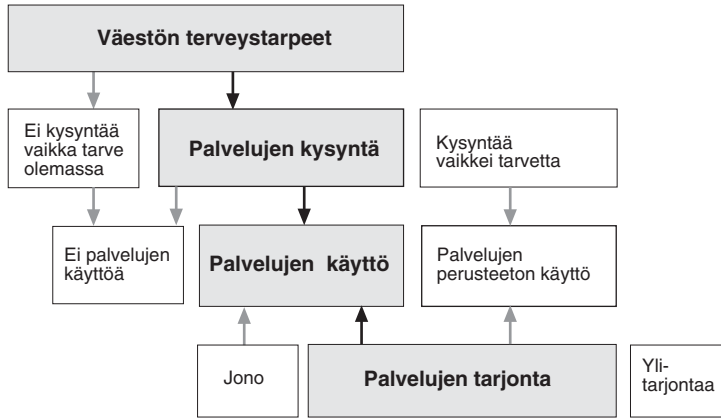 Väestön terveystarpeet
Ei kysyntää
vaikka tarve
olemassa
Palvelujen kysyntä
Kysyntää
vaikkei tarvetta
Ei palvelujen
käyttöä
Palvelujen käyttö
Palvelujen
perusteeton käyttö
Jono
Palvelujen tarjonta
Yli-
tarjontaa